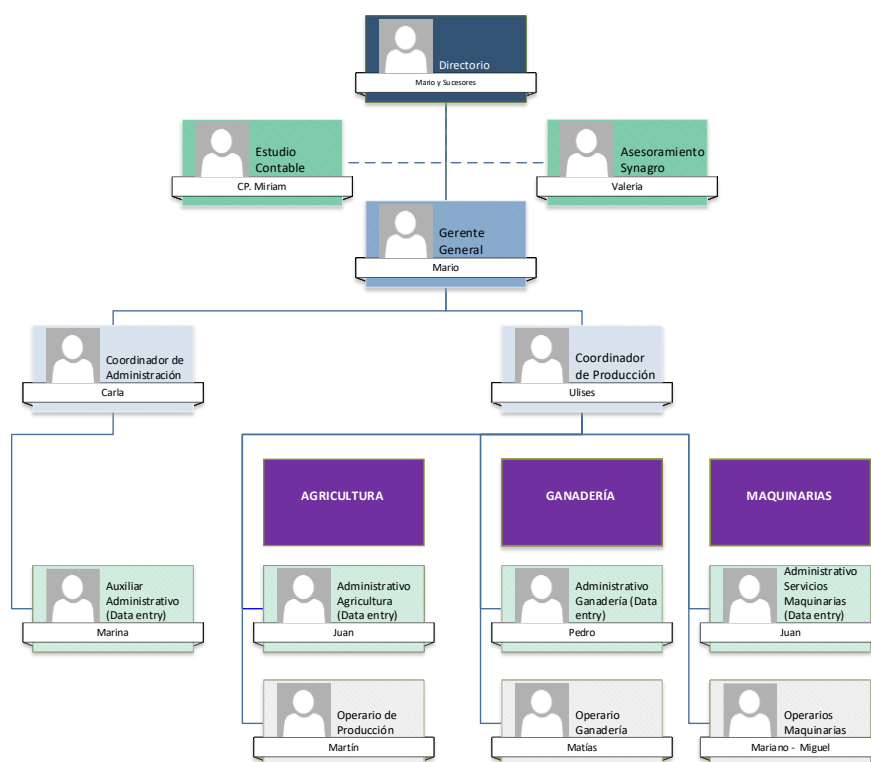 Directorio
Mario y Sucesores
Estudio
Contable
CP. Miriam
Asesoramiento
Synagro
Valeria
Gerente
General
Mario
Coordinador de
Administración
Carla
Coordinador
de Producción
Ulises
AGRICULTURA
GANADERÍA
MAQUINARIAS
Auxiliar
Administrativo
(Data entry)
Marina
Administrativo
Agricultura
(Data entry)
Juan
Administrativo
Ganadería (Data
entry)
Pedro
Administrativo
Servicios
Maquinarias
(Data entry)
Juan
Operario de
Producción
Martín
Operario
Ganadería
Matías
Operarios
Maquinarias
Mariano - Miguel